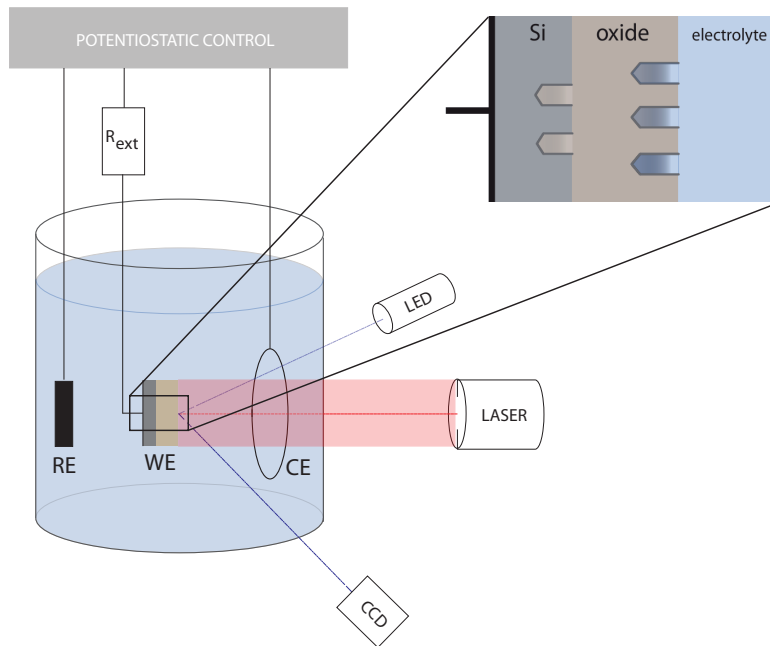 POTENTIOSTATIC CONTROL
Si
oxide
electrolyte
Rext
LED
LASER
RE
WE
CE
CCD